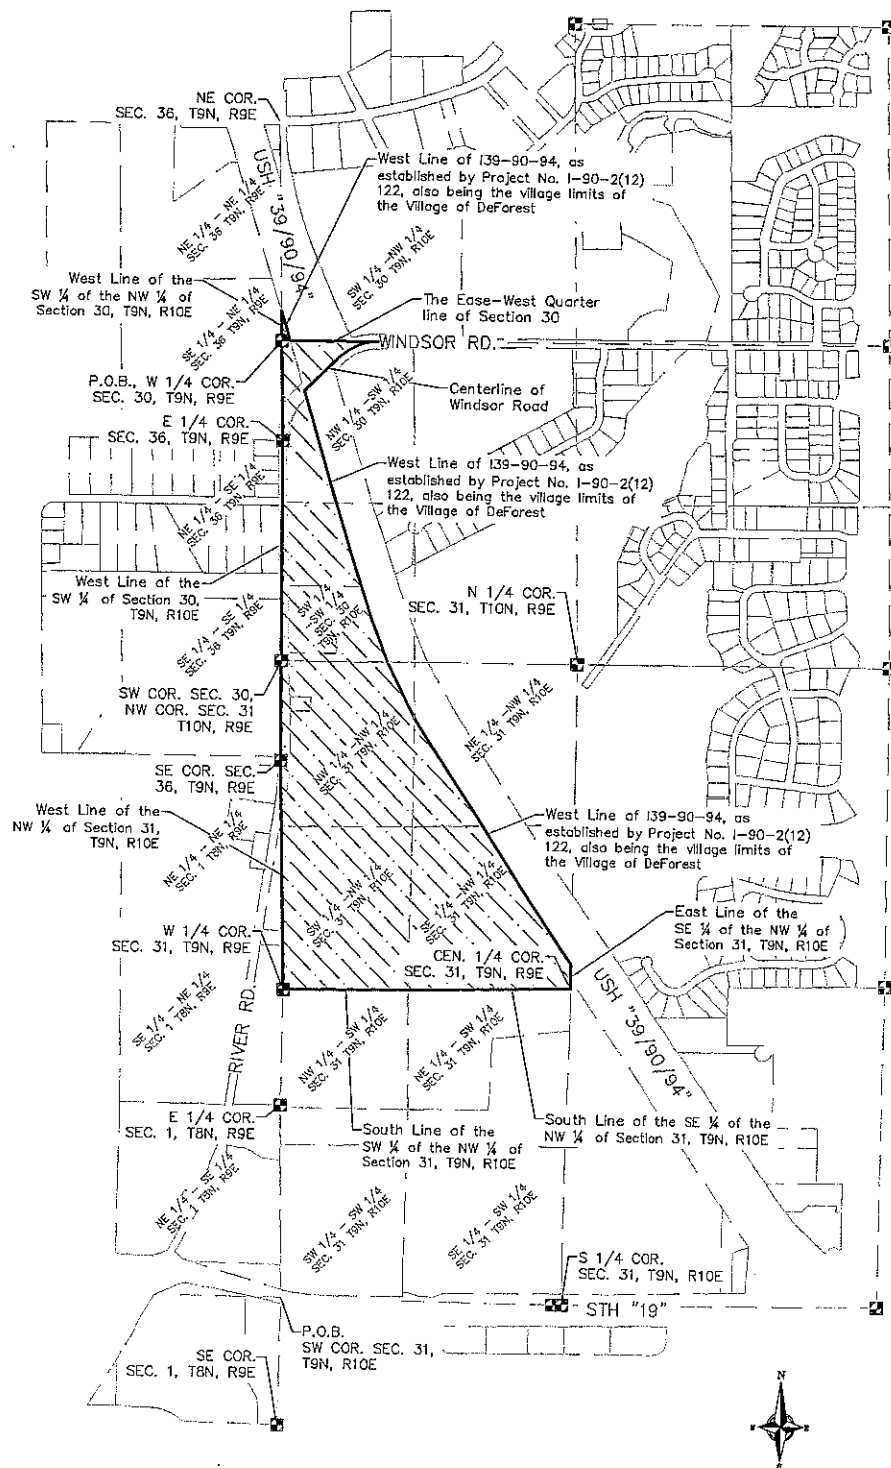 NE COR.
SEC. 36, T9N, R9E
USH "39/90/94"
West Line of I39-90-94, as
established by Project No. I-90-2(12)
122, also being the village limits of
the Village of DeForest
NE 1/4 - NE 1/4
SEC. 36 T9N, R9E
SW 1/4 -NW 1/4
SEC. 30 T9N, R10E
West Line of the
SW ¼ of the NW ¼ of
Section 30, T9N, R10E
The Ease-West Quarter
line of Section 30
SE 1/4 - NE 1/4
SEC. 36 T9N, R9E
WINDSOR RD.
P.O.B., W 1/4 COR.
SEC. 30, T9N, R9E
Centerline of
Windsor Road
NW 1/4 -SW 1/4
SEC. 30 T9N, R10E
E 1/4 COR.
SEC. 36, T9N, R9E
West Line of I39-90-94, as
established by Project No. I-90-2(12)
122, also being the village limits of
the Village of DeForest
NE 1/4 - SE 1/4
SEC. 36 T9N, R9E
West Line of the
SW ¼ of Section 30,
T9N, R10E
SW 1/4
-SW 1/4
SEC. 30
T9N, R10E
N 1/4 COR.
SEC. 31, T10N, R9E
SE 1/4 - SE 1/4
SEC. 36 T9N, R9E
SW COR. SEC. 30,
NW COR. SEC. 31
T10N, R9E
NE 1/4 -NW 1/4
SEC. 31 T9N, R10E
NW 1/4 -NW 1/4
SEC. 31 T9N, R10E
SE COR. SEC.
36, T9N, R9E
West Line of the
NW ¼ of Section 31,
T9N, R10E
West Line of I39-90-94, as
established by Project No. I-90-2(12)
122, also being the village limits of
the Village of DeForest
NE 1/4 - NE 1/4
SEC. 1 T8N, R9E
SW 1/4 -NW 1/4
SEC. 31 T9N, R10E
SE 1/4 -NW 1/4
SEC. 31 T9N, R10E
East Line of the
SE ¼ of the NW ¼ of
Section 31, T9N, R10E
W 1/4 COR.
SEC. 31, T9N, R9E
CEN. 1/4 COR.
SEC. 31, T9N, R9E
SE 1/4 - NE 1/4
SEC. 1 T8N, R9E
RIVER RD.
USH "39/90/94"
NW 1/4 - SW 1/4
SEC. 31 T9N, R10E
NE 1/4 - SW 1/4
SEC. 31 T9N, R10E
E 1/4 COR.
SEC. 1, T8N, R9E
South Line of the
SW ¼ of the NW ¼ of
Section 31, T9N, R10E
South Line of the SE ¼ of the
NW ¼ of Section 31, T9N, R10E
NE 1/4 - SE 1/4
SEC. 1 T8N, R9E
SW 1/4 - SW 1/4
SEC. 31 T9N, R10E
SE 1/4 - SW 1/4
SEC. 31 T9N, R10E
S 1/4 COR.
SEC. 31, T9N, R10E
STH "19"
P.O.B.
SW COR. SEC. 31,
T9N, R10E
SE COR.
SEC. 1, T8N, R9E
N
S